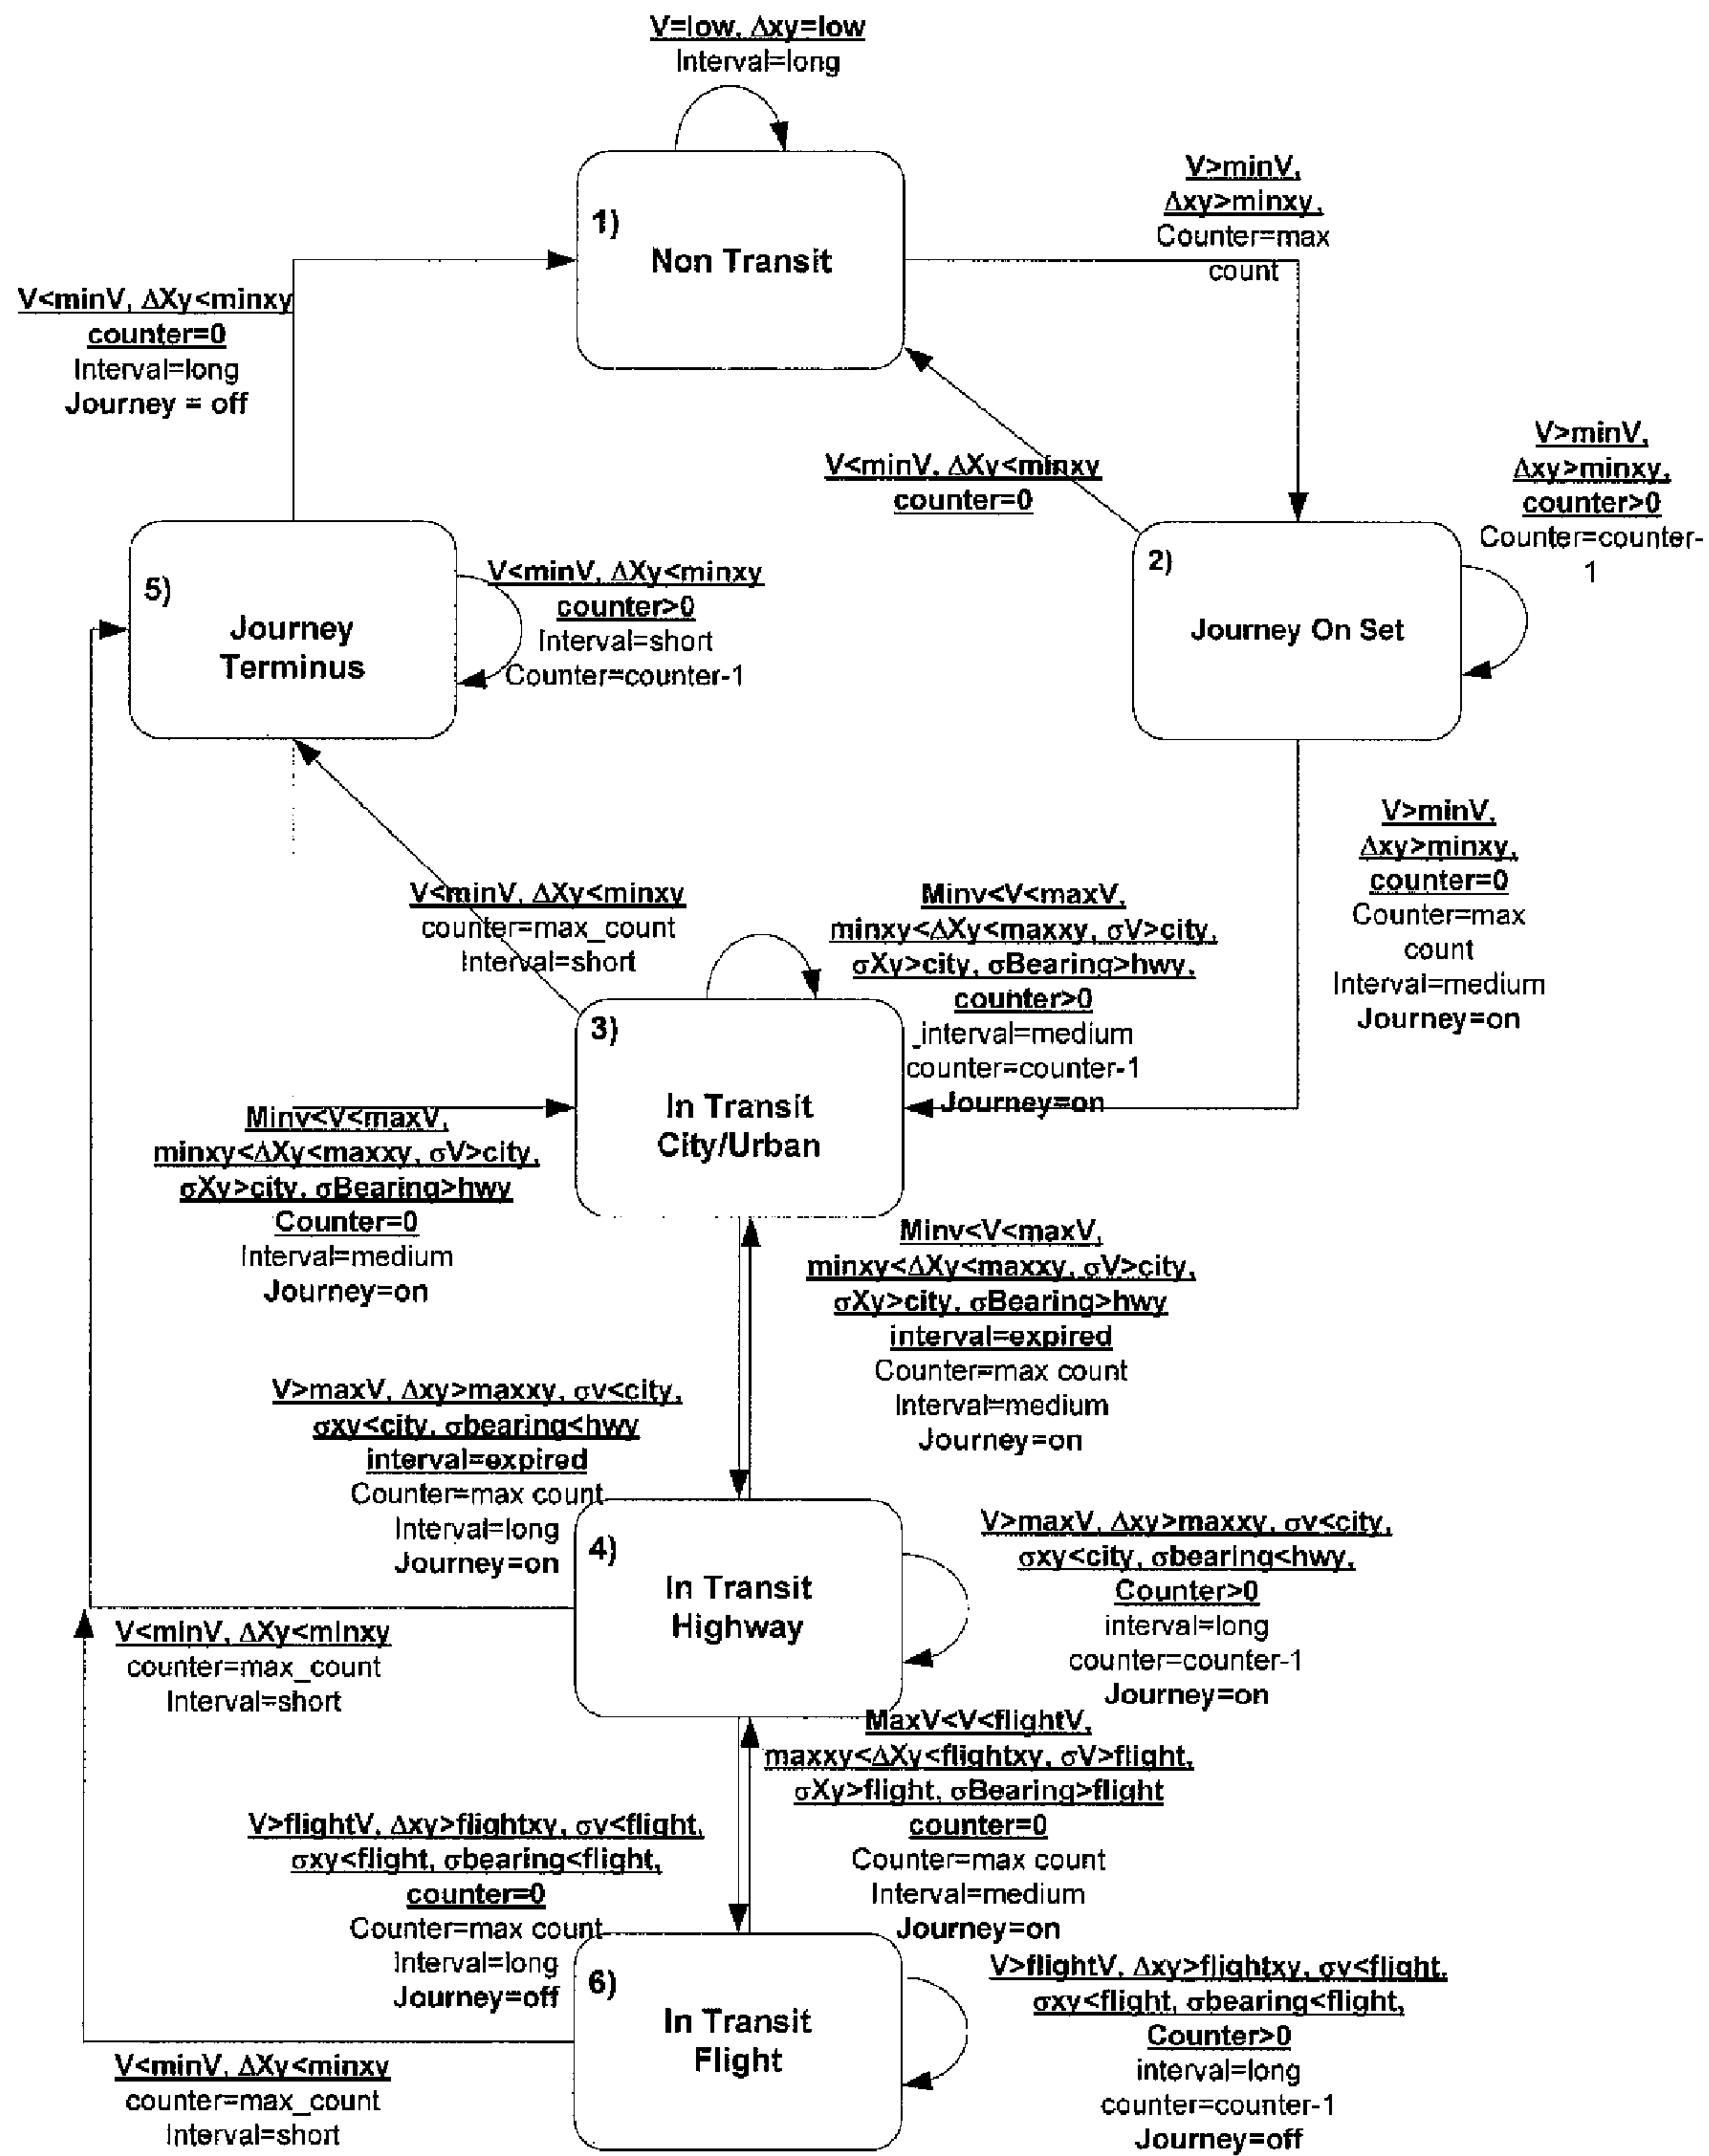 V=low, Δxy=low
Interval=long
1)
Non Transit
V>minV,
Δxy>minxy,
Counter=max
count
V<minV, ΔXy<minxy
counter=0
Interval=long
Journey = off
V<minV, ΔXy<minxy
counter=0
V>minV,
Δxy>minxy,
counter>0
Counter=counter-
1
2)
Journey On Set
5)
Journey
Terminus
V<minV, ΔXy<minxy
counter>0
Interval=short
Counter=counter-1
V>minV,
Δxy>minxy,
counter=0
Counter=max
count
Interval=medium
Journey=on
V<minV, ΔXy<minxy
counter=max_count
Interval=short
Minv<V<maxV,
minxy<ΔXy<maxxy, σV>city,
σXy>city, σBearing>hwy,
counter>0
interval=medium
counter=counter-1
Journey=on
3)
In Transit
City/Urban
Minv<V<maxV,
minxy<ΔXy<maxxy, σV>city,
σXy>city, σBearing>hwy
Counter=0
Interval=medium
Journey=on
Minv<V<maxV,
minxy<ΔXy<maxxy, σV>city,
σXy>city, σBearing>hwy
interval=expired
Counter=max count
Interval=medium
Journey=on
V>maxV, Δxy>maxxy, σv<city,
σxy<city, σbearing<hwy
interval=expired
Counter=max count
Interval=long
Journey=on
4)
In Transit
Highway
V>maxV, Δxy>maxxy, σv<city,
σxy<city, σbearing<hwy,
Counter>0
interval=long
counter=counter-1
Journey=on
V<minV, ΔXy<minxy
counter=max_count
Interval=short
MaxV<V<flightV,
maxxy<ΔXy<flightxy, σV>flight,
σXy>flight, σBearing>flight
counter=0
Counter=max count
Interval=medium
Journey=on
V>flightV, Δxy>flightxy, σv<flight,
σxy<flight, σbearing<flight,
counter=0
Counter=max count
Interval=long
Journey=off
6)
In Transit
Flight
V>flightV, Δxy>flightxy, σv<flight,
σxy<flight, σbearing<flight,
Counter>0
interval=long
counter=counter-1
Journey=off
V<minV, ΔXy<minxy
counter=max_count
Interval=short